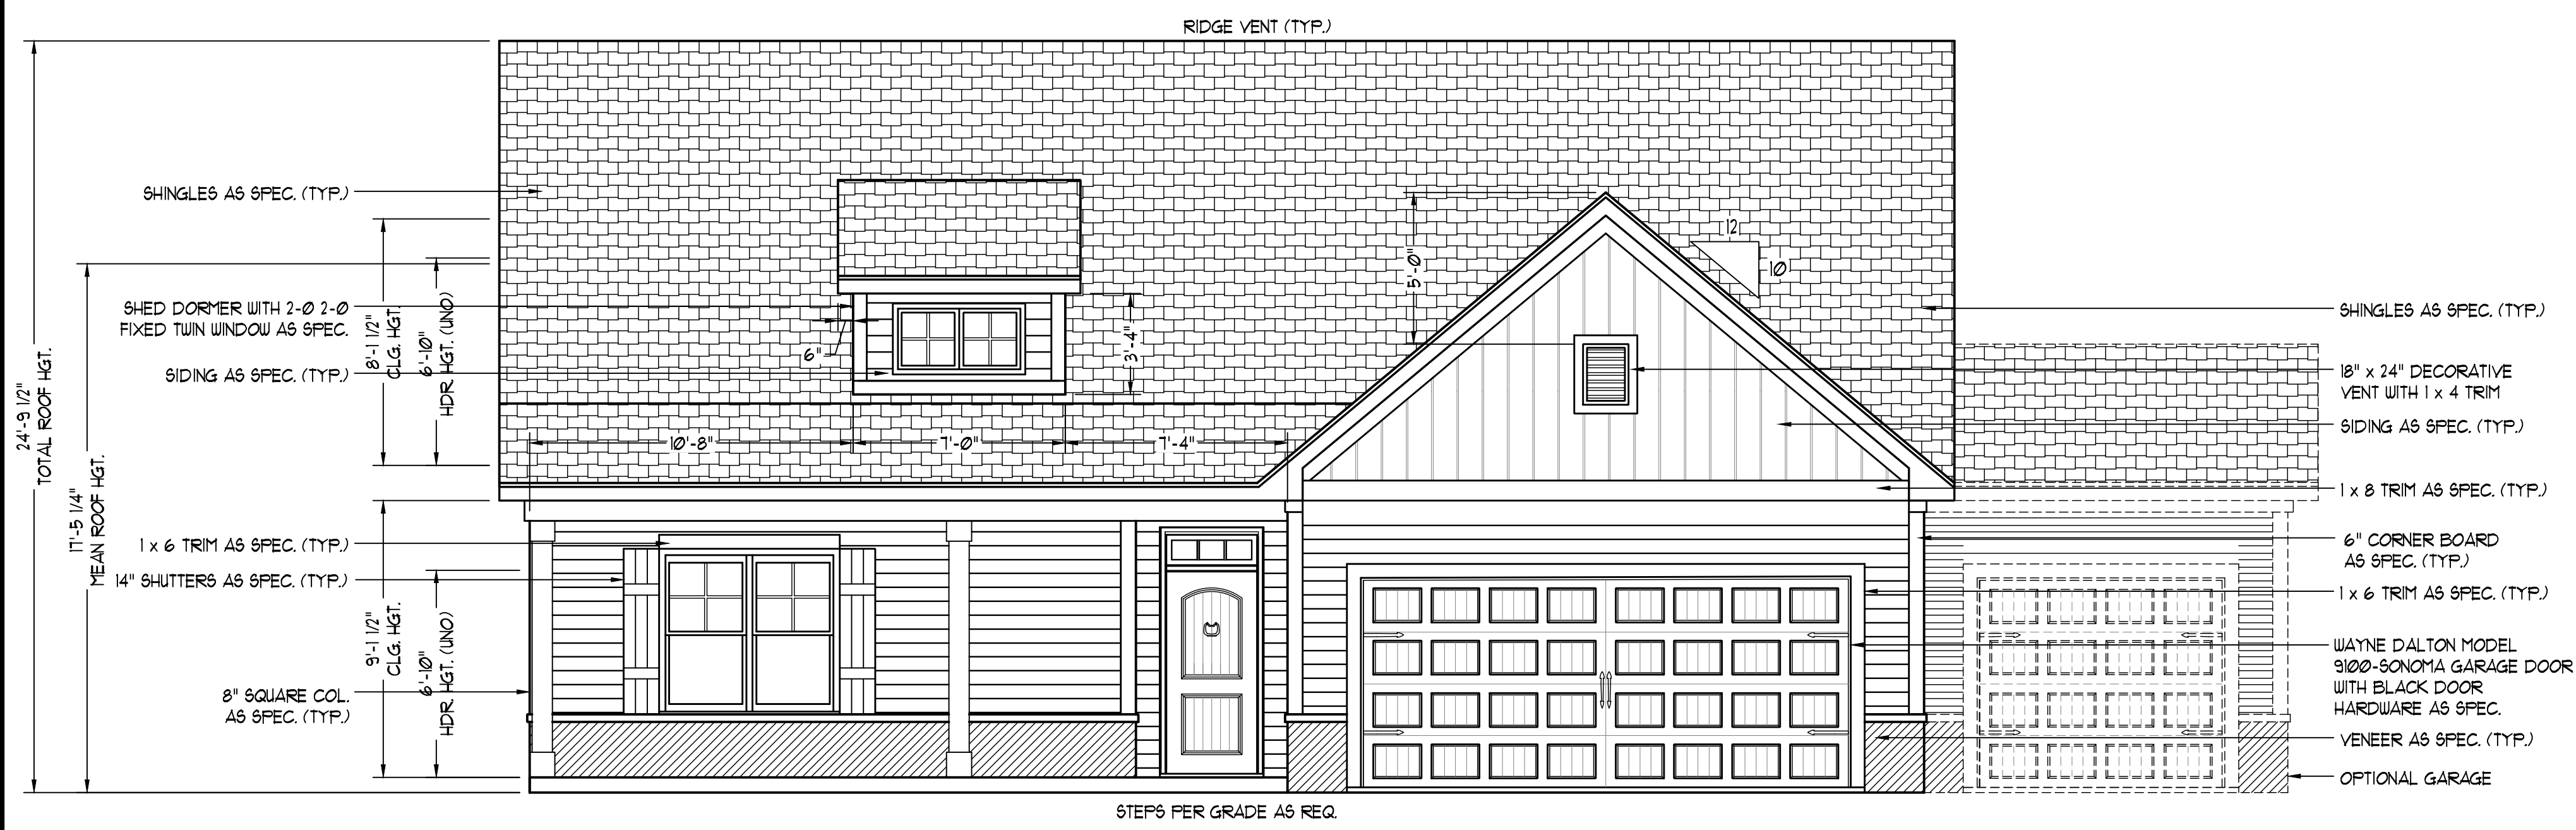 RIDGE VENT (TYP.)
24'-9 1/2"
TOTAL ROOF HGT.
17'-5 1/4"
MEAN ROOF HGT.
SHINGLES AS SPEC. (TYP.)
8'-1 1/2"
CLG. HGT.
6'-10"
HDR. HGT. (UNO)
SHED DORMER WITH 2-0 2-0
FIXED TWIN WINDOW AS SPEC.
SIDING AS SPEC. (TYP.)
6"
3'-4"
10'-8"
7'-0"
7'-4"
5'-0"
12
10
1 x 6 TRIM AS SPEC. (TYP.)
14" SHUTTERS AS SPEC. (TYP.)
9'-1 1/2"
CLG. HGT.
6'-10"
HDR. HGT. (UNO)
8" SQUARE COL.
AS SPEC. (TYP.)
SHINGLES AS SPEC. (TYP.)
18" x 24" DECORATIVE
VENT WITH 1 x 4 TRIM
SIDING AS SPEC. (TYP.)
1 x 8 TRIM AS SPEC. (TYP.)
6" CORNER BOARD
AS SPEC. (TYP.)
1 x 6 TRIM AS SPEC. (TYP.)
WAYNE DALTON MODEL
9100-SONOMA GARAGE DOOR
WITH BLACK DOOR
HARDWARE AS SPEC.
VENEER AS SPEC. (TYP.)
OPTIONAL GARAGE
STEPS PER GRADE AS REQ.